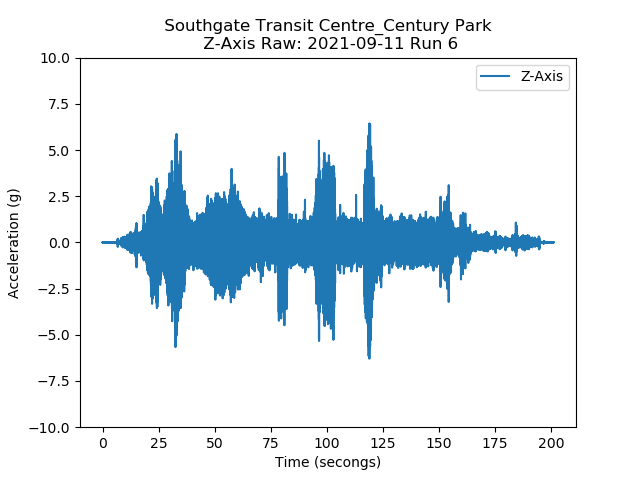 Southgate Transit Centre_Century Park
Z-Axis Raw: 2021-09-11 Run 6
Z-Axis
10.0
7.5
5.0
2.5
0.0
−2.5
−5.0
−7.5
−10.0
Acceleration (g)
0 25 50 75 100 125 150 175 200
Time (secongs)